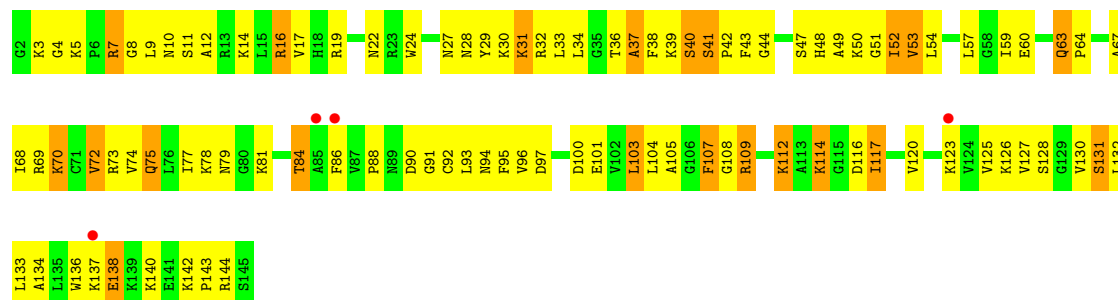 G2 K3 G4 K5 P6 R7 G8 L9 N10 S11 A12 R13 K14 L15 R16 V17 H18 R19 N22 R23 W24 N27 N28 Y29 K30 K31 R32 L33 L34 G35 T36 A37 F38 K39 S40 S41 P42 F43 G44 S47 H48 A49 K50 G51 I52 V53 L54 L57 G58 I59 E60 Q63 P64 A67
I68 R69 K70 C71 V72 R73 V74 Q75 L76 I77 K78 N79 G80 K81 T84 A85 F86 V87 P88 N89 D90 G91 C92 L93 N94 F95 V96 D97 D100 E101 V102 L103 L104 A105 G106 F107 G108 R109 K112 A113 K114 G115 D116 I117 V120 K123 V124 V125 K126 V127 S128 G129 V130 S131 L132
L133 A134 L135 W136 K137 E138 K139 K140 E141 K142 P143 R144 S145